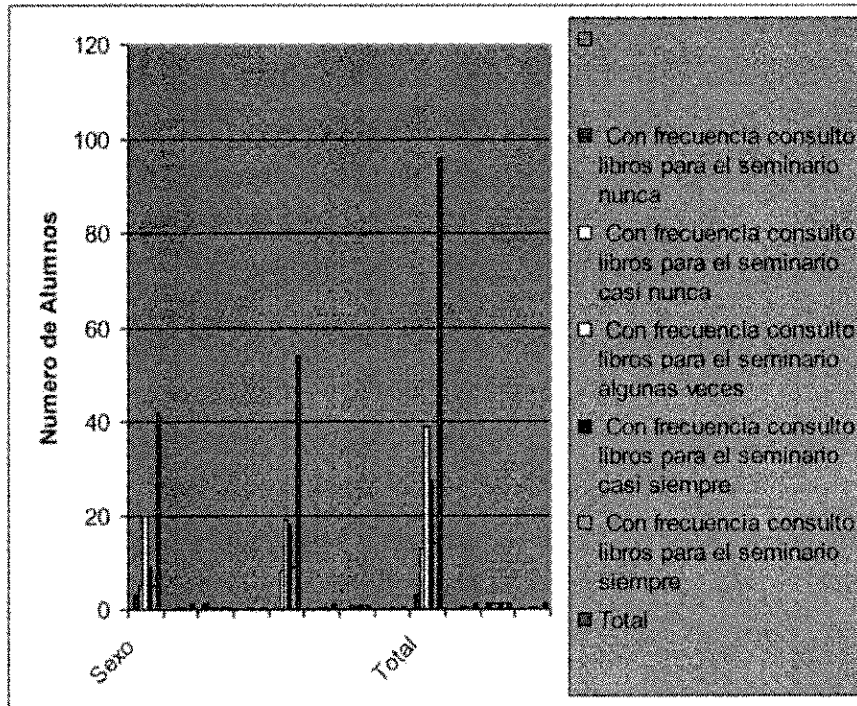 120
100
80
60
40
20
0
Numero de Alumnos
Sexo
Total
Con frecuencia consulto
libros para el seminario
nunca
Con frecuencia consulto
libros para el seminario
casi nunca
Con frecuencia consulto
libros para el seminario
algunas veces
Con frecuencia consulto
libros para el seminario
casi siempre
Con frecuencia consulto
libros para el seminario
siempre
Total